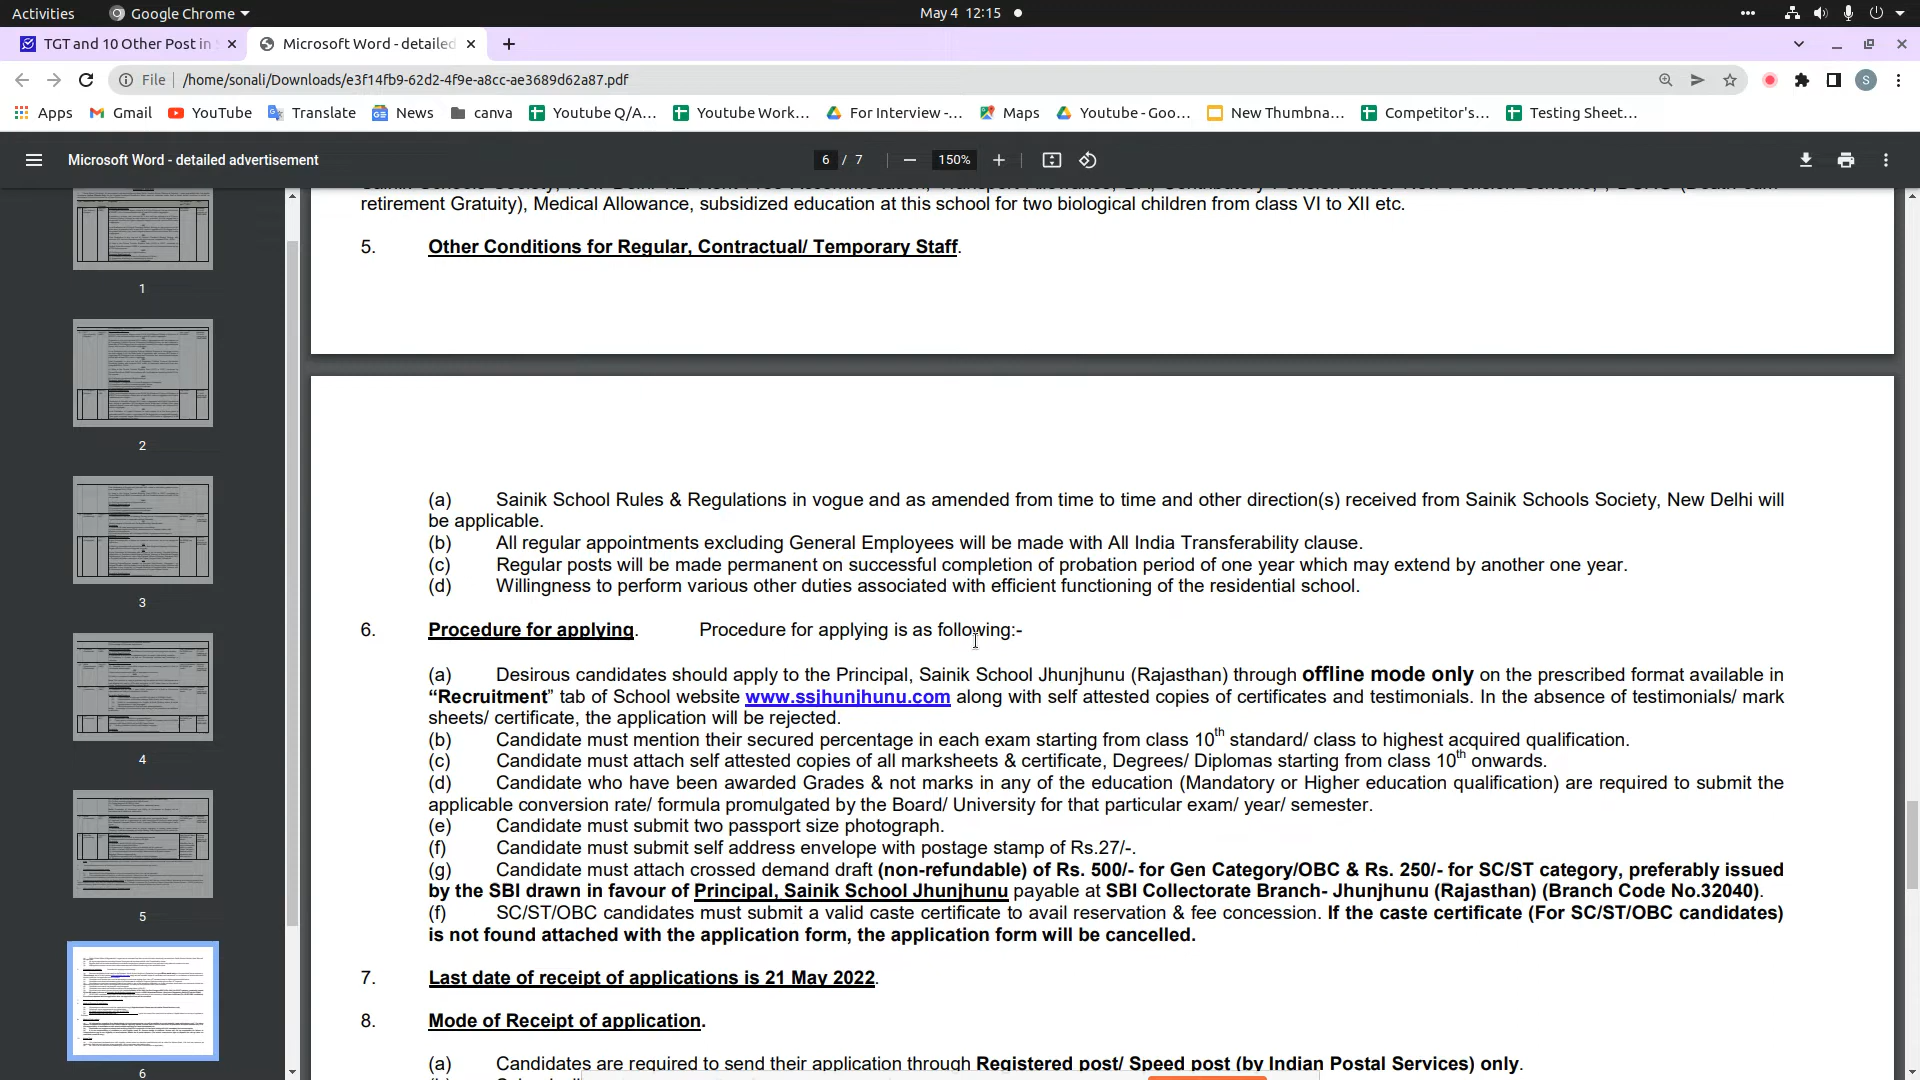 Activities Google Chrome May 4 12:15
TGT and 10 Other Post in Microsoft Word - detailed
File /home/sonali/Downloads/e3f14fb9-62d2-4f9e-a8cc-ae3689d62a87.pdf S
Apps Gmail YouTube Translate News canva Youtube Q/A... Youtube Work... For Interview -... Maps Youtube - Goo... New Thumbna... Competitor's... Testing Sheet...
Microsoft Word - detailed advertisement 6 / 7 150%
1
2
3
4
5
6
retirement Gratuity), Medical Allowance, subsidized education at this school for two biological children from class VI to XII etc.
5. Other Conditions for Regular, Contractual/ Temporary Staff.
(a) Sainik School Rules & Regulations in vogue and as amended from time to time and other direction(s) received from Sainik Schools Society, New Delhi will
be applicable.
(b) All regular appointments excluding General Employees will be made with All India Transferability clause.
(c) Regular posts will be made permanent on successful completion of probation period of one year which may extend by another one year.
(d) Willingness to perform various other duties associated with efficient functioning of the residential school.
6. Procedure for applying. Procedure for applying is as following:-
(a) Desirous candidates should apply to the Principal, Sainik School Jhunjhunu (Rajasthan) through offline mode only on the prescribed format available in
“Recruitment” tab of School website www.ssjhunjhunu.com along with self attested copies of certificates and testimonials. In the absence of testimonials/ mark
sheets/ certificate, the application will be rejected.
(b) Candidate must mention their secured percentage in each exam starting from class 10th standard/ class to highest acquired qualification.
(c) Candidate must attach self attested copies of all marksheets & certificate, Degrees/ Diplomas starting from class 10th onwards.
(d) Candidate who have been awarded Grades & not marks in any of the education (Mandatory or Higher education qualification) are required to submit the
applicable conversion rate/ formula promulgated by the Board/ University for that particular exam/ year/ semester.
(e) Candidate must submit two passport size photograph.
(f) Candidate must submit self address envelope with postage stamp of Rs.27/-.
(g) Candidate must attach crossed demand draft (non-refundable) of Rs. 500/- for Gen Category/OBC & Rs. 250/- for SC/ST category, preferably issued
by the SBI drawn in favour of Principal, Sainik School Jhunjhunu payable at SBI Collectorate Branch- Jhunjhunu (Rajasthan) (Branch Code No.32040).
(f) SC/ST/OBC candidates must submit a valid caste certificate to avail reservation & fee concession. If the caste certificate (For SC/ST/OBC candidates)
is not found attached with the application form, the application form will be cancelled.
7. Last date of receipt of applications is 21 May 2022.
8. Mode of Receipt of application.
(a) Candidates are required to send their application through Registered post/ Speed post (by Indian Postal Services) only.